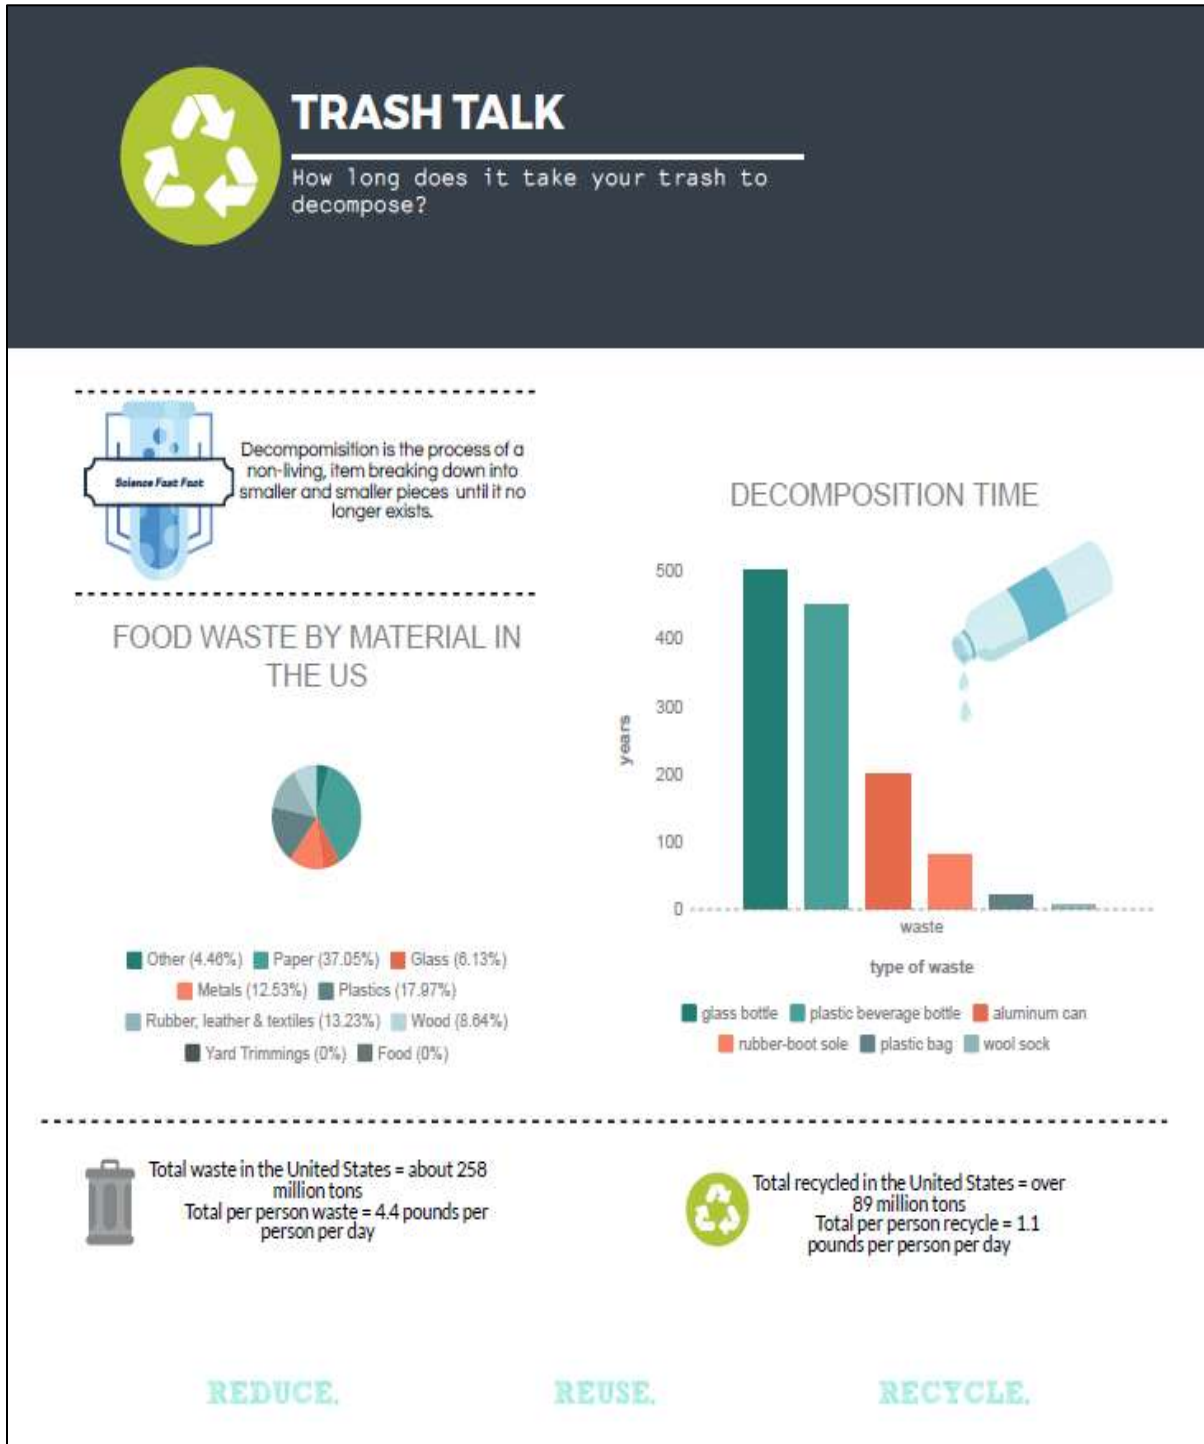 TRASH TALK
How long does it take your trash to
decompose?
Science Fast Fact
Decompomisition is the process of a
non-living, item breaking down into
smaller and smaller pieces until it no
longer exists.
FOOD WASTE BY MATERIAL IN
THE US
Other (4.46%) Paper (37.05%) Glass (6.13%)
Metals (12.53%) Plastics (17.97%)
Rubber, leather & textiles (13.23%) Wood (8.64%)
Yard Trimmings (0%) Food (0%)
DECOMPOSITION TIME
500
400
300
200
100
0
years
waste
type of waste
glass bottle plastic beverage bottle aluminum can
rubber-boot sole plastic bag wool sock
Total waste in the United States = about 258
million tons
Total per person waste = 4.4 pounds per
person per day
Total recycled in the United States = over
89 million tons
Total per person recycle = 1.1
pounds per person per day
REDUCE. REUSE. RECYCLE.